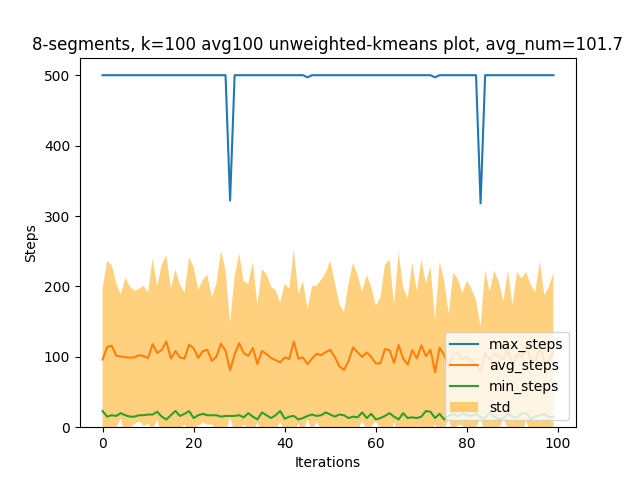 8-segments, k=100 avg100 unweighted-kmeans plot, avg_num=101.7
500
400
300
200
100
0
Steps
max_steps
avg_steps
min_steps
std
0
20
40
60
80
100
Iterations